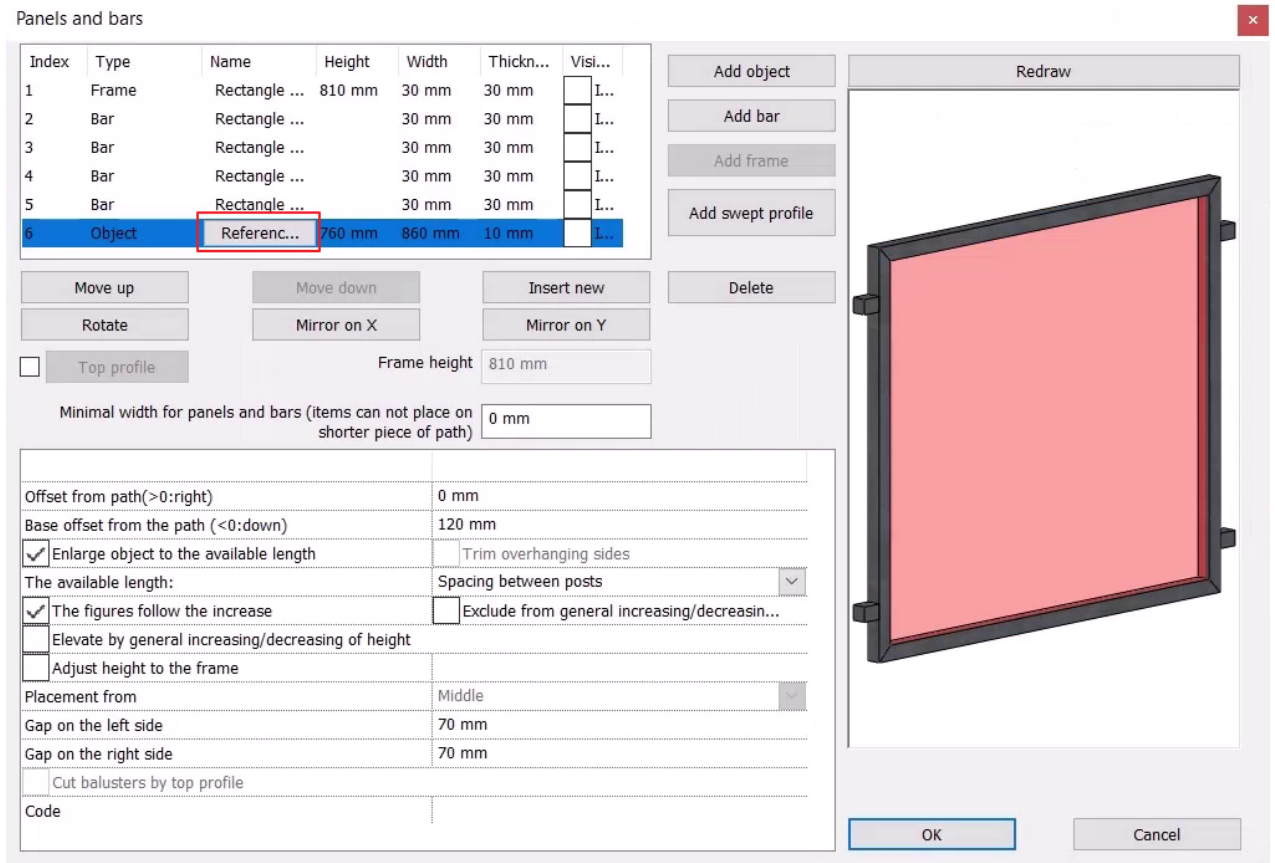 Panels and bars
Index Type Name Height Width Thickn... Visi...
1 Frame Rectangle ... 810 mm 30 mm 30 mm I...
2 Bar Rectangle ... 30 mm 30 mm I...
3 Bar Rectangle ... 30 mm 30 mm I...
4 Bar Rectangle ... 30 mm 30 mm I...
5 Bar Rectangle ... 30 mm 30 mm I...
6 Object Referenc... 760 mm 860 mm 10 mm I...
Add object
Add bar
Add frame
Add swept profile
Redraw
Move up Move down Insert new Delete
Rotate Mirror on X Mirror on Y
Top profile Frame height 810 mm
Minimal width for panels and bars (items can not place on
shorter piece of path) 0 mm
Offset from path(>0:right) 0 mm
Base offset from the path (<0:down) 120 mm
Enlarge object to the available length Trim overhanging sides
The available length: Spacing between posts
The figures follow the increase Exclude from general increasing/decreasin...
Elevate by general increasing/decreasing of height
Adjust height to the frame
Placement from Middle
Gap on the left side 70 mm
Gap on the right side 70 mm
Cut balusters by top profile
Code
OK Cancel